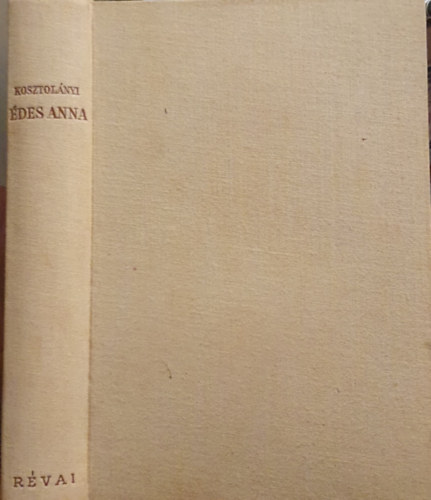 KOSZTOLÁNYI
ÉDES ANNA
RÉVAI